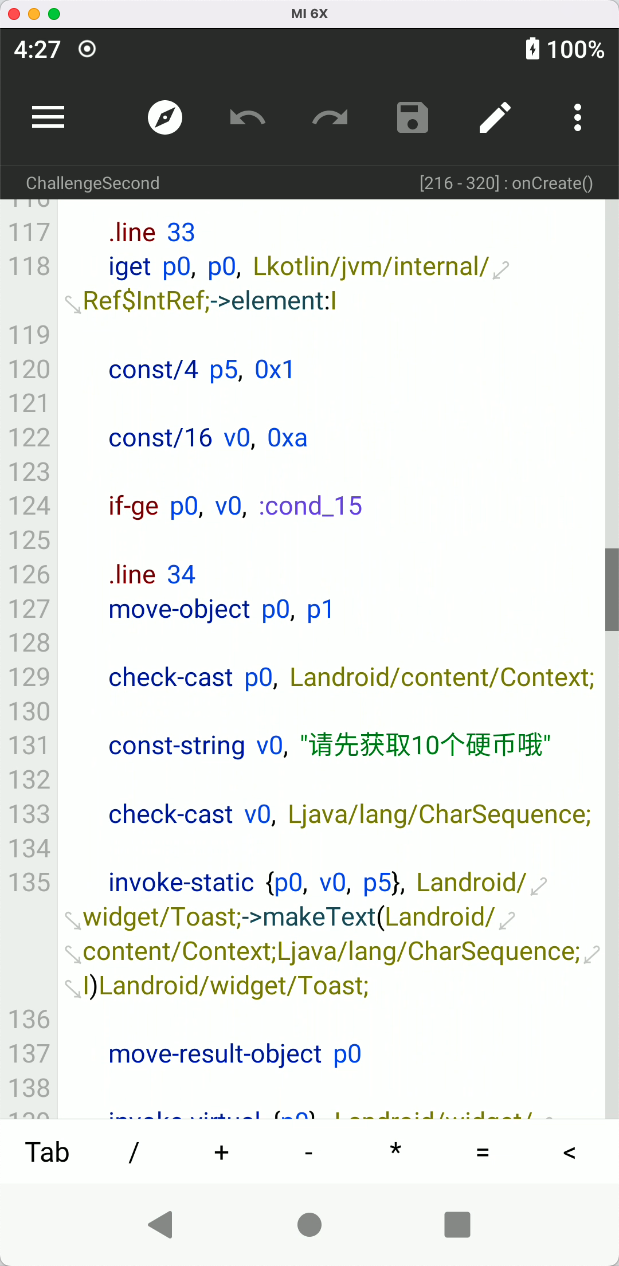 MI 6X
4:27 100%
ChallengeSecond [216 - 320] : onCreate()
117 .line 33
118 iget p0, p0, Lkotlin/jvm/internal/
Ref$IntRef;->element:I
119
120 const/4 p5, 0x1
121
122 const/16 v0, 0xa
123
124 if-ge p0, v0, :cond_15
125
126 .line 34
127 move-object p0, p1
128
129 check-cast p0, Landroid/content/Context;
130
131 const-string v0, "请先获取10个硬币哦"
132
133 check-cast v0, Ljava/lang/CharSequence;
134
135 invoke-static {p0, v0, p5}, Landroid/
widget/Toast;->makeText(Landroid/
content/Context;Ljava/lang/CharSequence;
I)Landroid/widget/Toast;
136
137 move-result-object p0
138
Tab / + - * = <